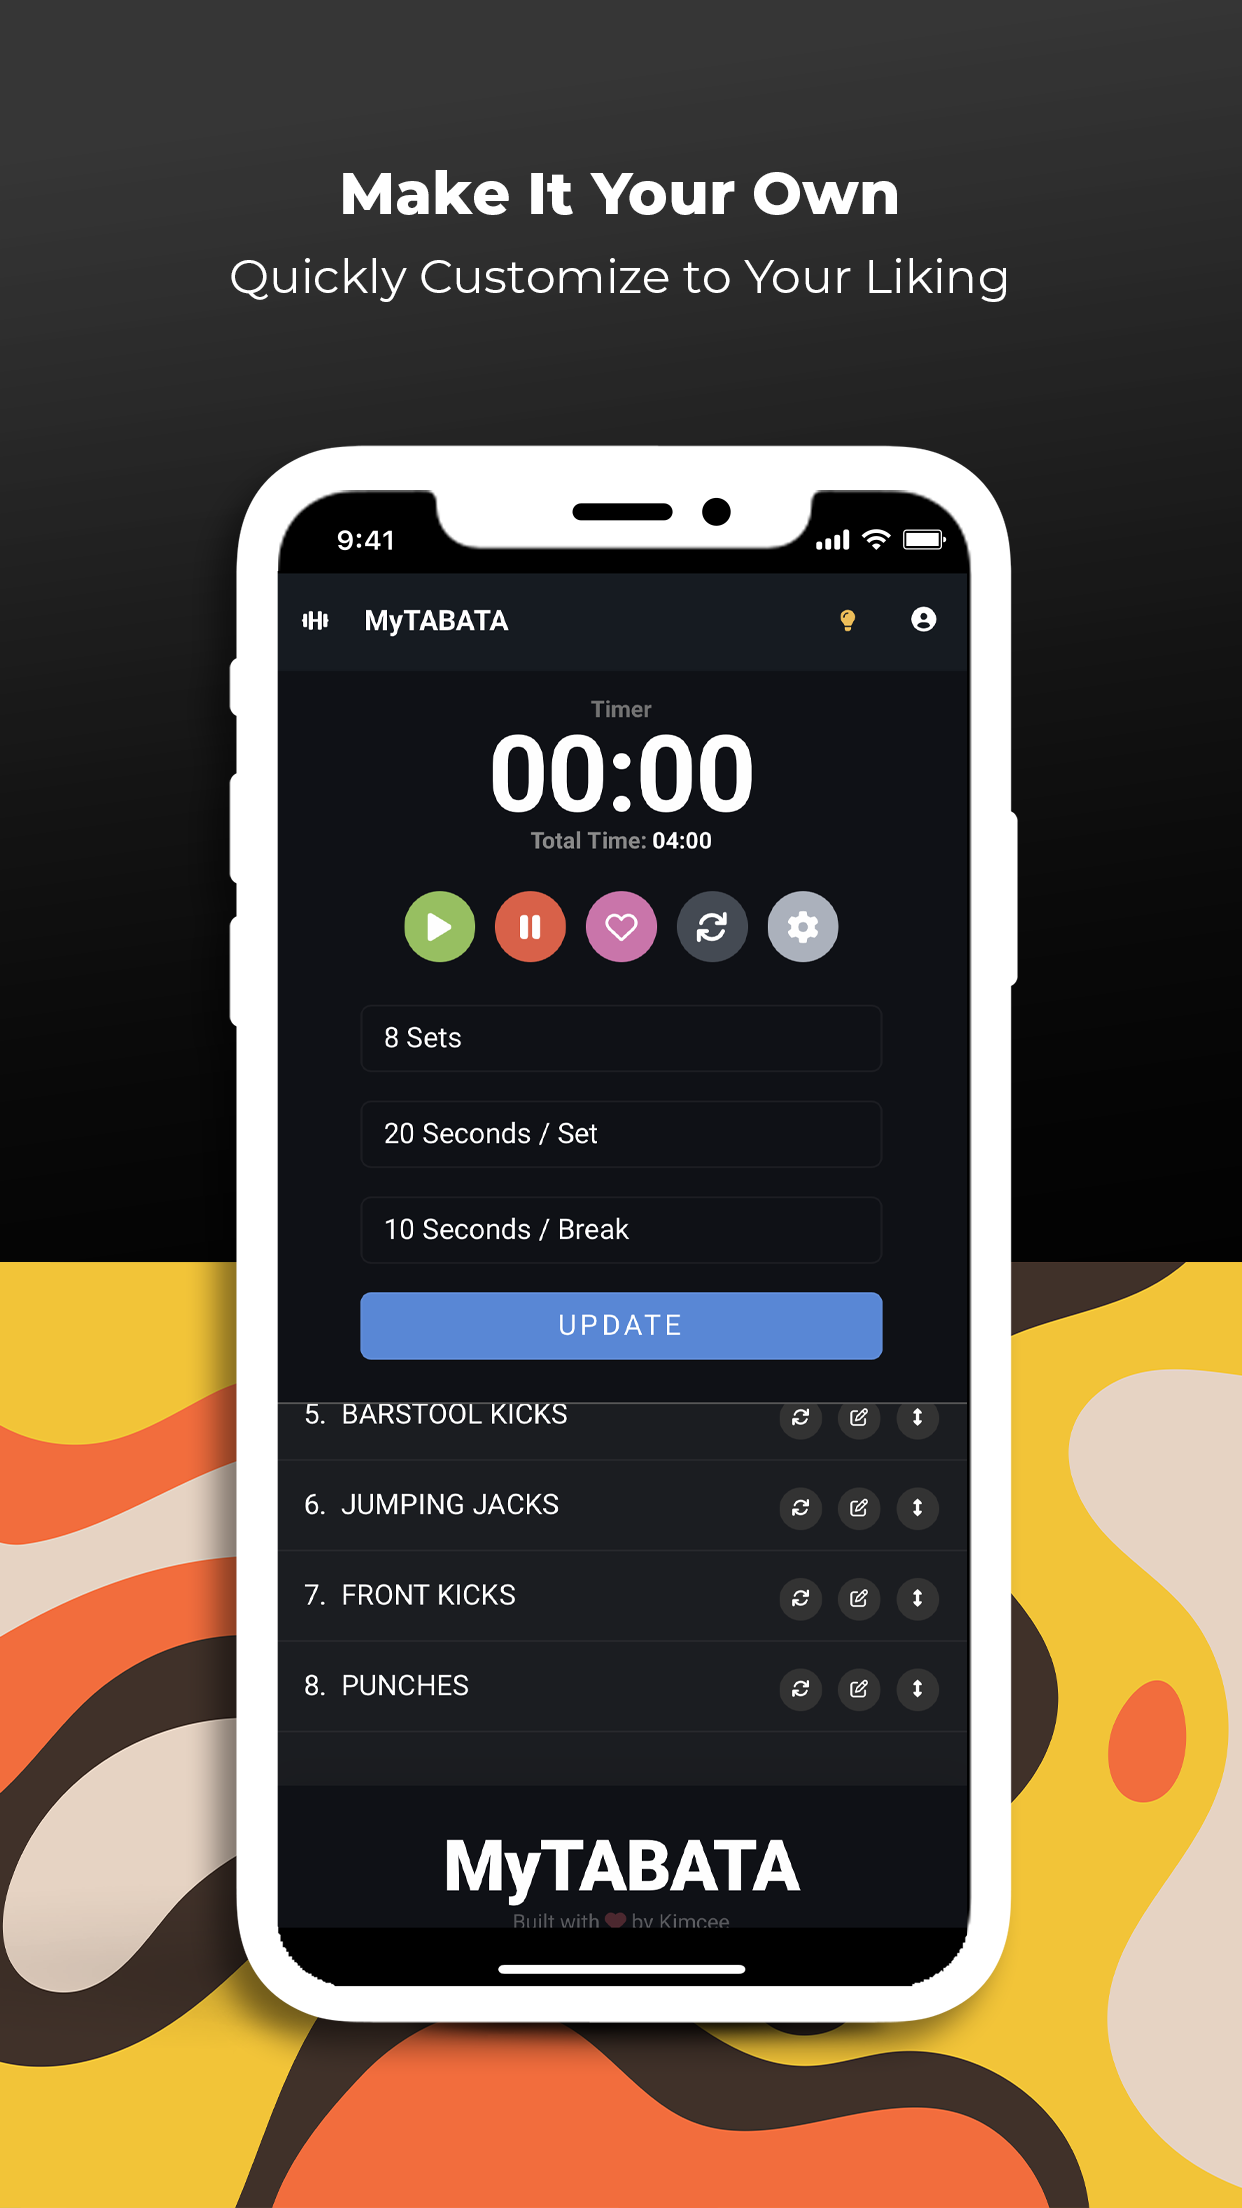 Make It Your Own
Quickly Customize to Your Liking
9:41
MyTABATA
Timer
00:00
Total Time: 04:00
8 Sets
20 Seconds / Set
10 Seconds / Break
UPDATE
5. BARSTOOL KICKS
6. JUMPING JACKS
7. FRONT KICKS
8. PUNCHES
MyTABATA
Built with ❤ by Kimcee